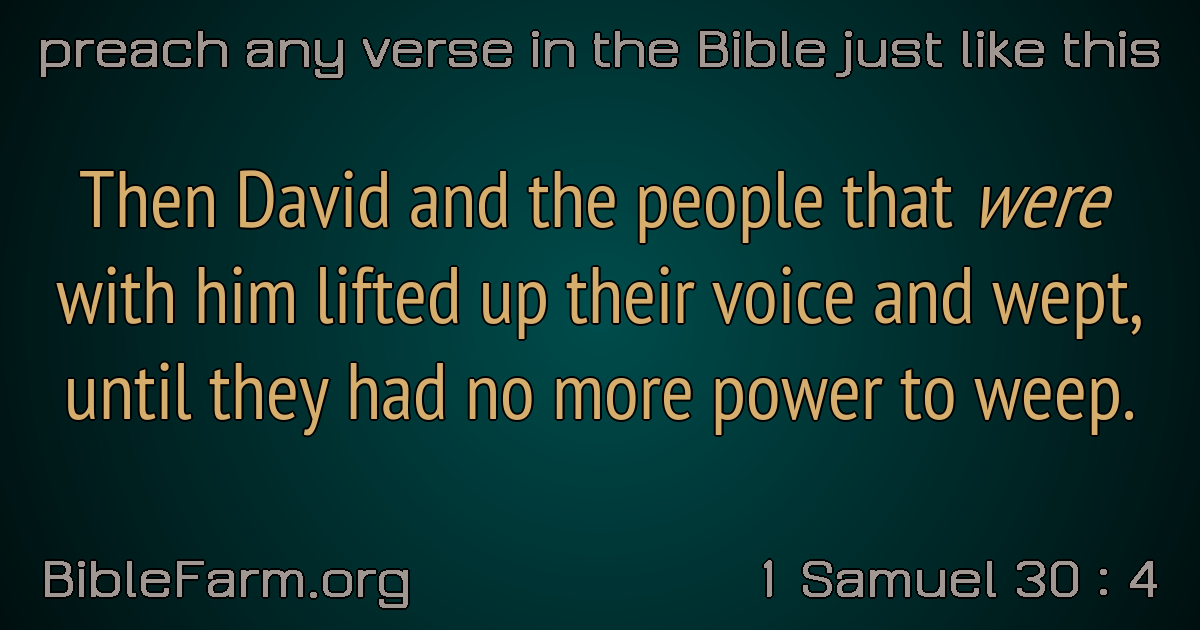 preach any verse in the Bible just like this
Then David and the people that were
with him lifted up their voice and wept,
until they had no more power to weep.
BibleFarm.org
1 Samuel 30 : 4